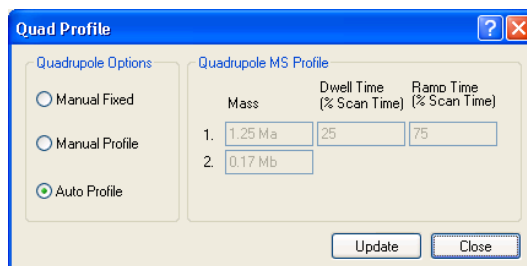 Quad Profile
Quadrupole Options
Manual Fixed
Manual Profile
Auto Profile
Quadrupole MS Profile
Mass
Dwell Time
(% Scan Time)
Ramp Time
(% Scan Time)
1. 1.25 Ma 25 75
2. 0.17 Mb
Update Close